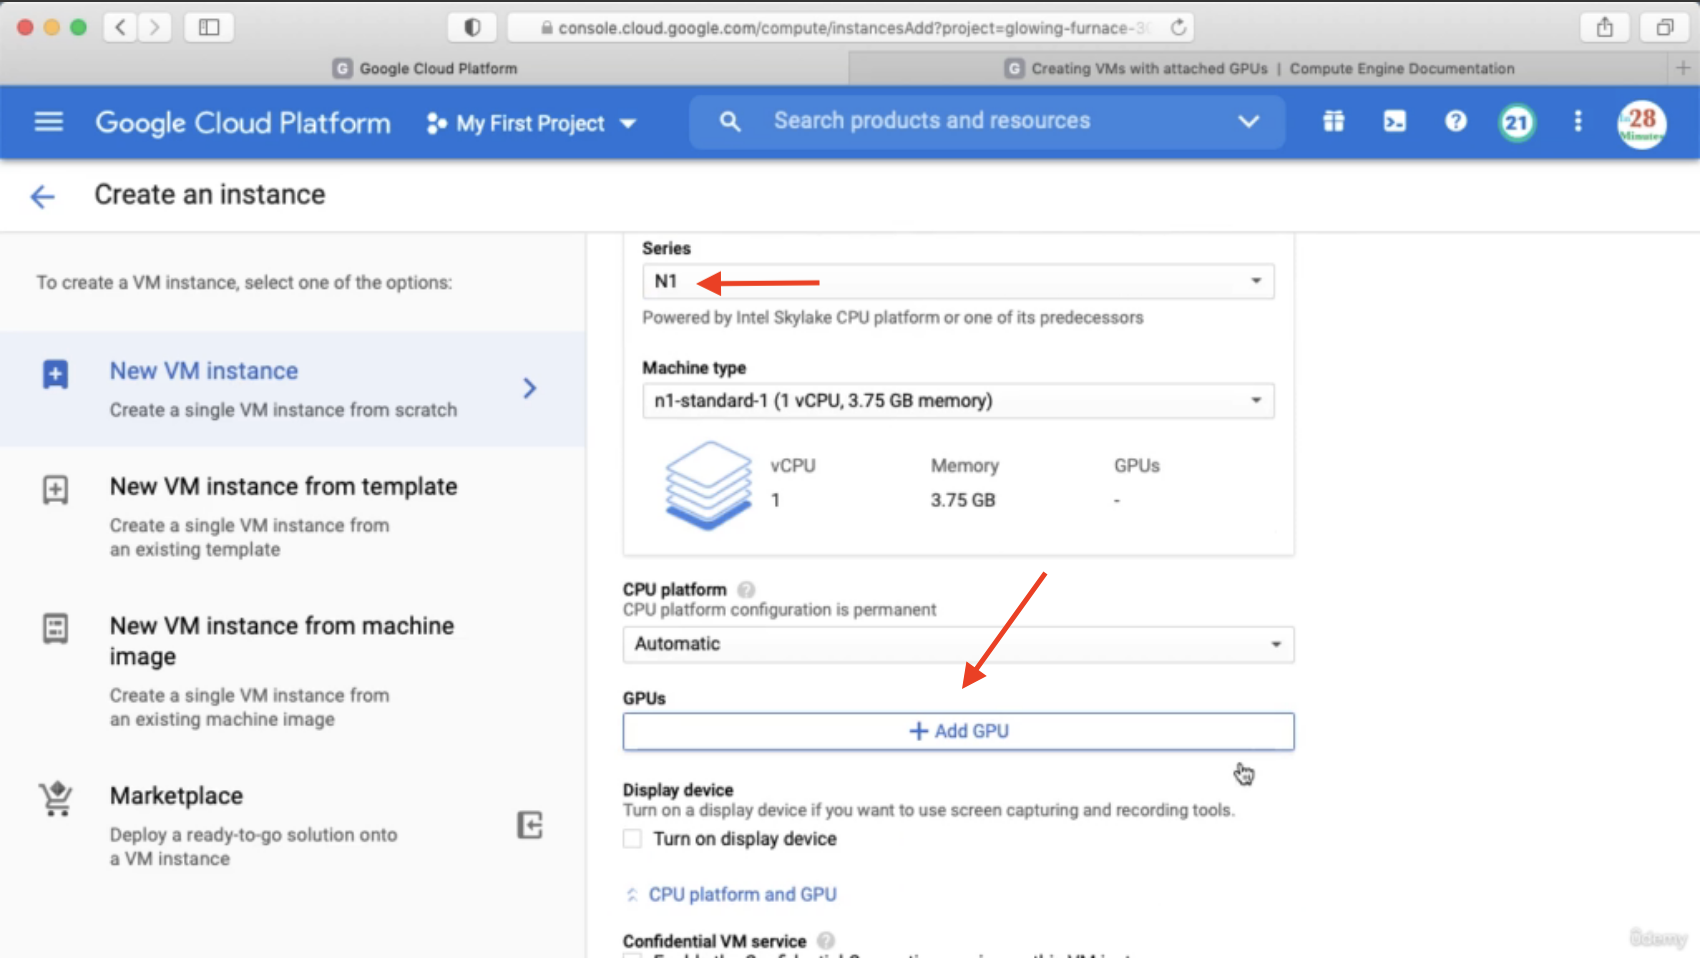 console.cloud.google.com/compute/instancesAdd?project=glowing-furnace-3
G Google Cloud Platform
G Creating VMs with attached GPUs | Compute Engine Documentation
Google Cloud Platform
My First Project
Search products and resources
21
28
Minutes
Create an instance
To create a VM instance, select one of the options:
New VM instance
Create a single VM instance from scratch
New VM instance from template
Create a single VM instance from
an existing template
New VM instance from machine
image
Create a single VM instance from
an existing machine image
Marketplace
Deploy a ready-to-go solution onto
a VM instance
Series
N1
Powered by Intel Skylake CPU platform or one of its predecessors
Machine type
n1-standard-1 (1 vCPU, 3.75 GB memory)
vCPU Memory GPUs
1 3.75 GB -
CPU platform
CPU platform configuration is permanent
Automatic
GPUs
+ Add GPU
Display device
Turn on a display device if you want to use screen capturing and recording tools.
Turn on display device
CPU platform and GPU
Confidential VM service
ûdemy